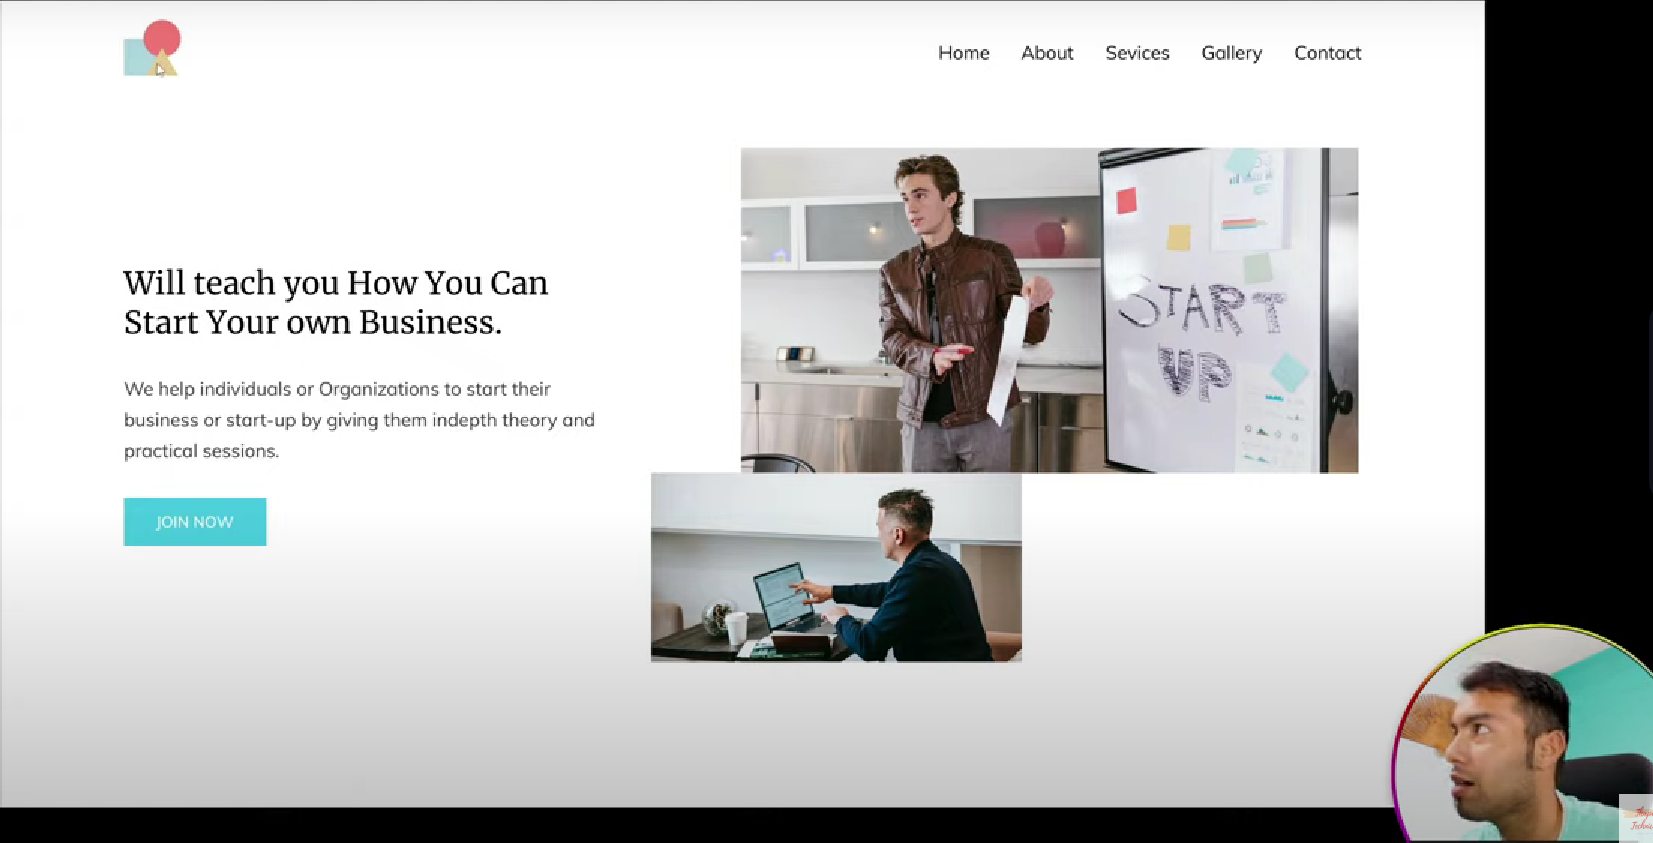 Home About Sevices Gallery Contact
Will teach you How You Can
Start Your own Business.
We help individuals or Organizations to start their
business or start-up by giving them indepth theory and
practical sessions.
JOIN NOW
START
UP